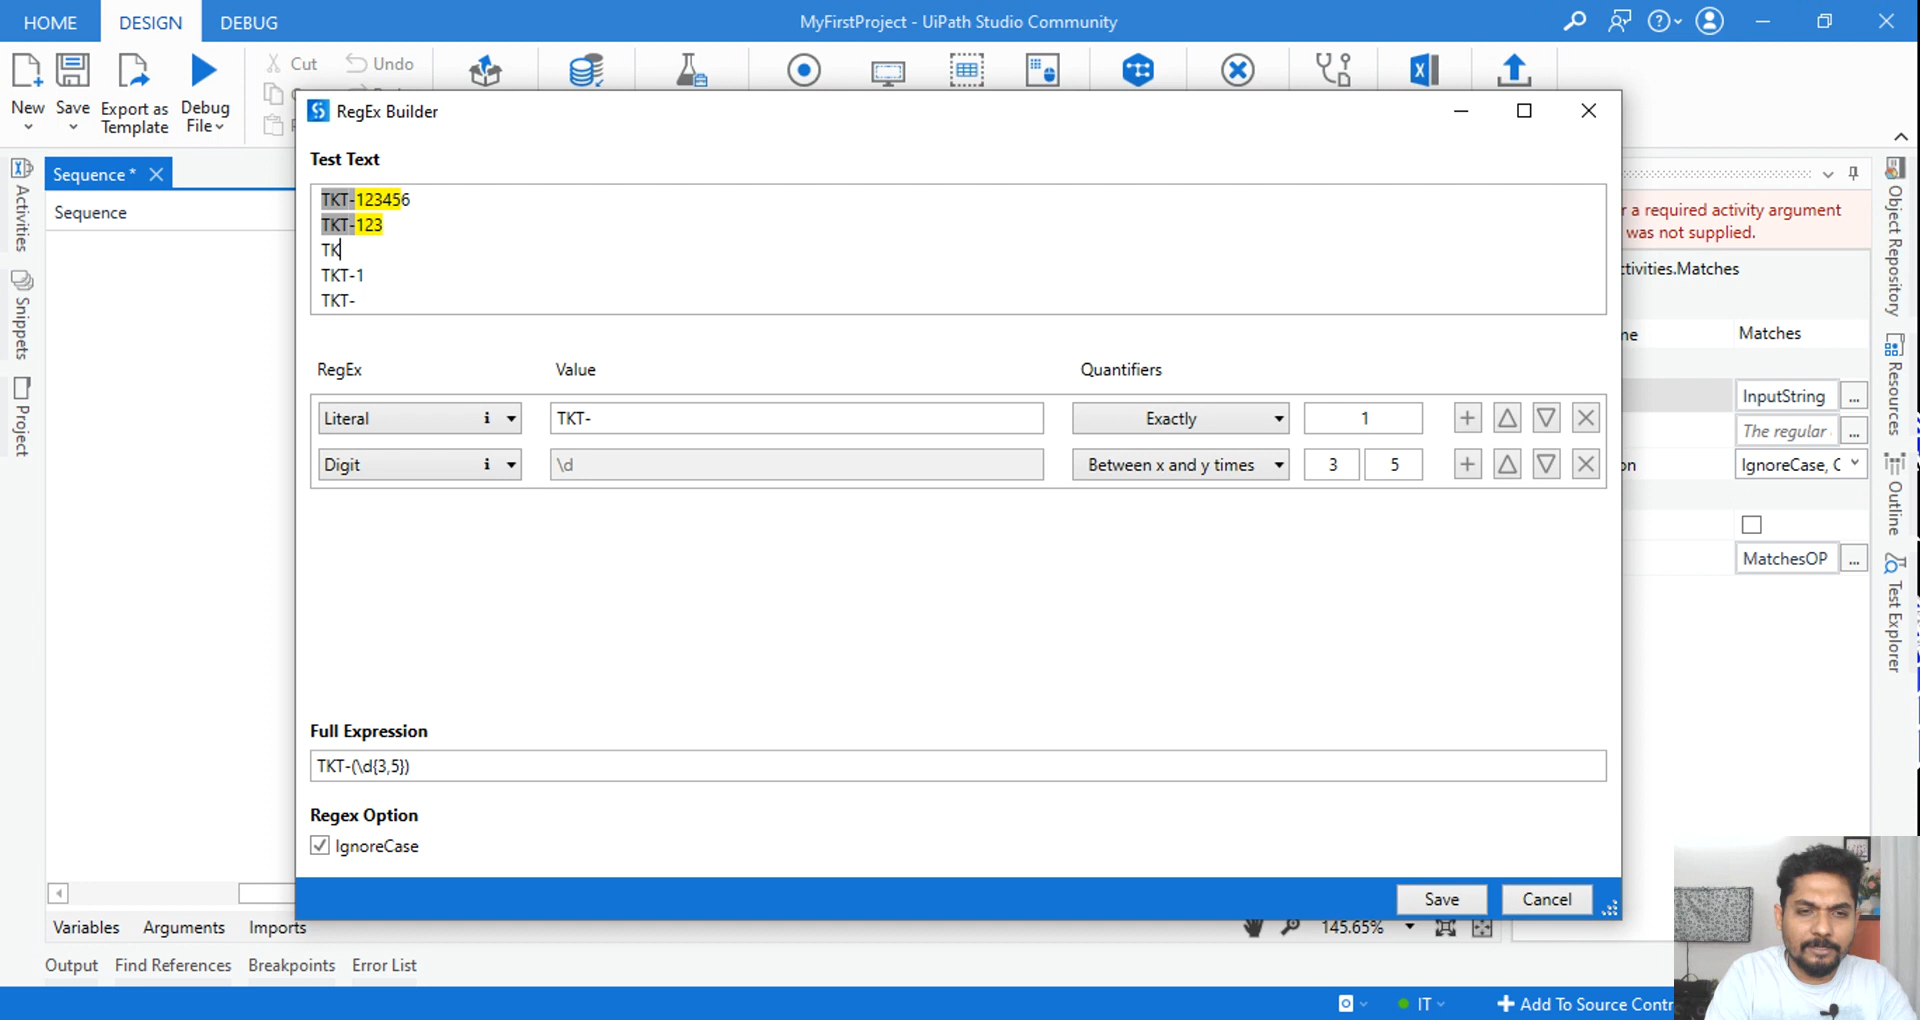 HOME DESIGN DEBUG MyFirstProject - UiPath Studio Community
Cut Undo
New Save Export as Template Debug File
RegEx Builder
Sequence *
Sequence
Activities
Snippets
Project
Test Text
TKT-123456
TKT-123
TK
TKT-1
TKT-
RegEx Value Quantifiers
Literal i TKT- Exactly 1
Digit i \d Between x and y times 3 5
Full Expression
TKT-(\d{3,5})
Regex Option
IgnoreCase
Save Cancel
r a required activity argument
was not supplied.
tivities.Matches
ne Matches
InputString ...
The regular ...
on IgnoreCase, C
MatchesOP ...
Object Repository
Resources
Outline
Test Explorer
Variables Arguments Imports 145.65%
Output Find References Breakpoints Error List
IT Add To Source Contr